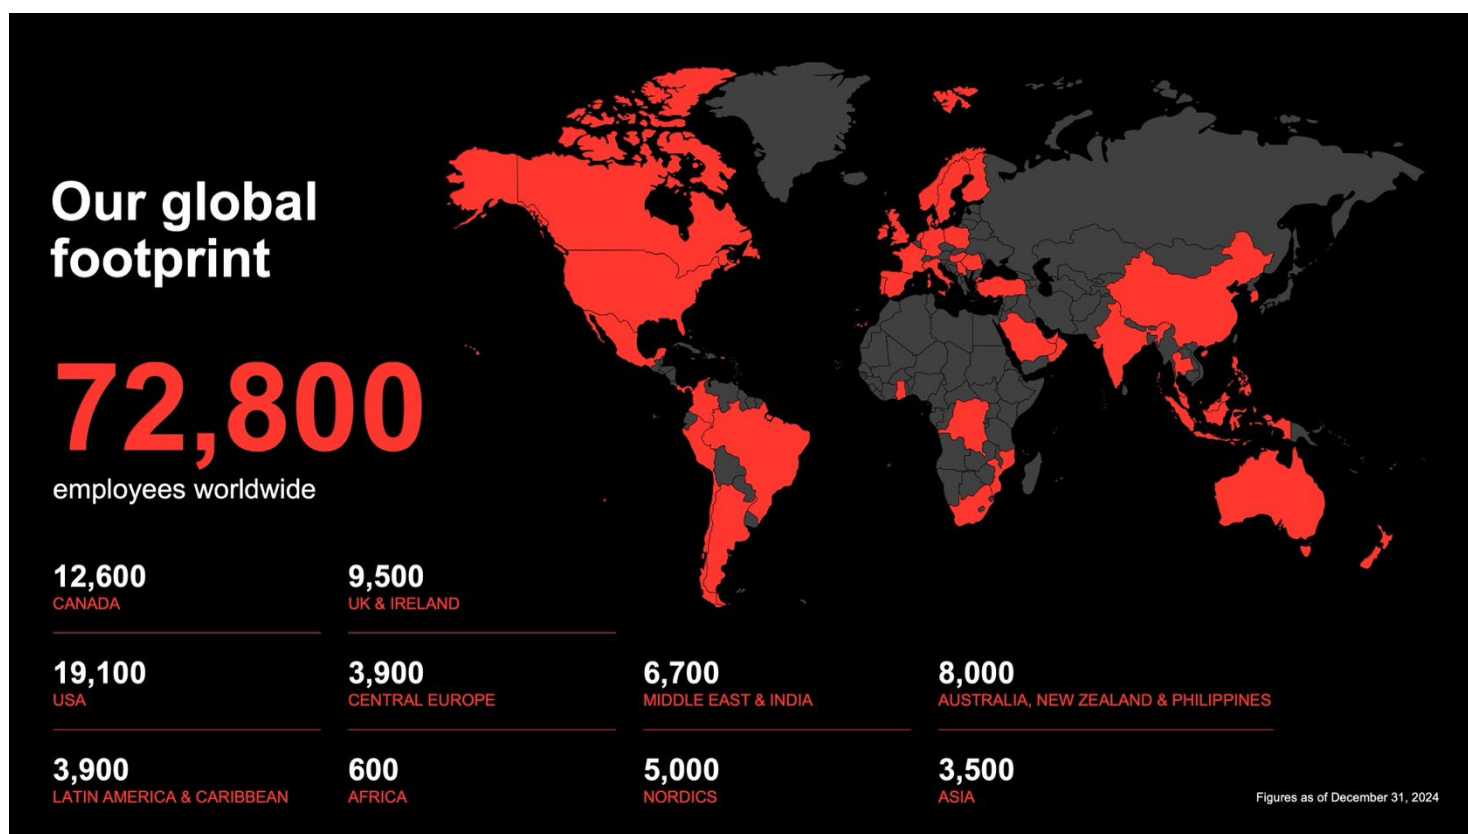 Our global
footprint
72,800
employees worldwide
12,600
CANADA
9,500
UK & IRELAND
19,100
USA
3,900
CENTRAL EUROPE
6,700
MIDDLE EAST & INDIA
8,000
AUSTRALIA, NEW ZEALAND & PHILIPPINES
3,900
LATIN AMERICA & CARIBBEAN
600
AFRICA
5,000
NORDICS
3,500
ASIA
Figures as of December 31, 2024